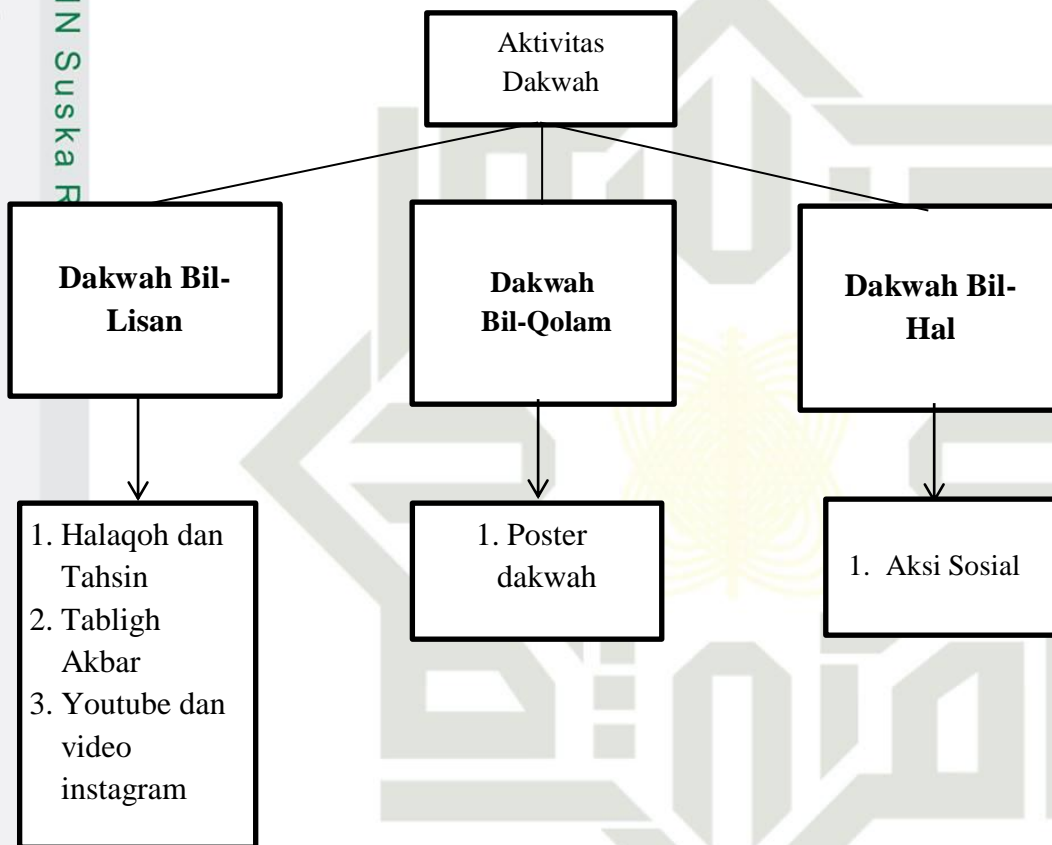 IN Suska R
Aktivitas
Dakwah
Dakwah Bil-
Lisan
Dakwah
Bil-Qolam
Dakwah Bil-
Hal
1. Halaqoh dan
Tahsin
2. Tabligh
Akbar
3. Youtube dan
video
instagram
1. Poster
dakwah
1. Aksi Sosial